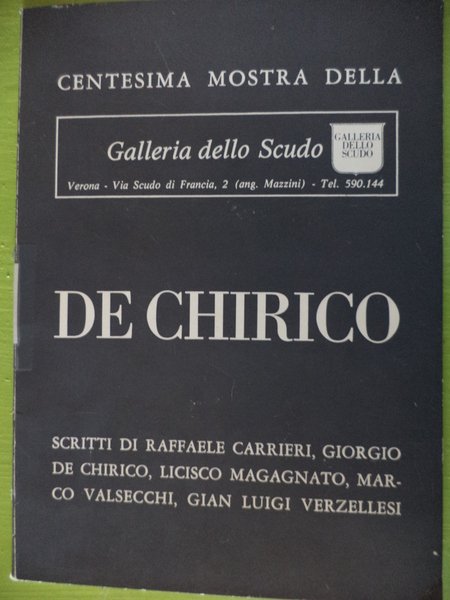 CENTESIMA MOSTRA DELLA
Galleria dello Scudo
GALLERIA
DELLO
SCUDO
Verona - Via Scudo di Francia, 2 (ang. Mazzini) - Tel. 590.144
DE CHIRICO
SCRITTI DI RAFFAELE CARRIERI, GIORGIO
DE CHIRICO, LICISCO MAGAGNATO, MAR-
CO VALSECCHI, GIAN LUIGI VERZELLESI